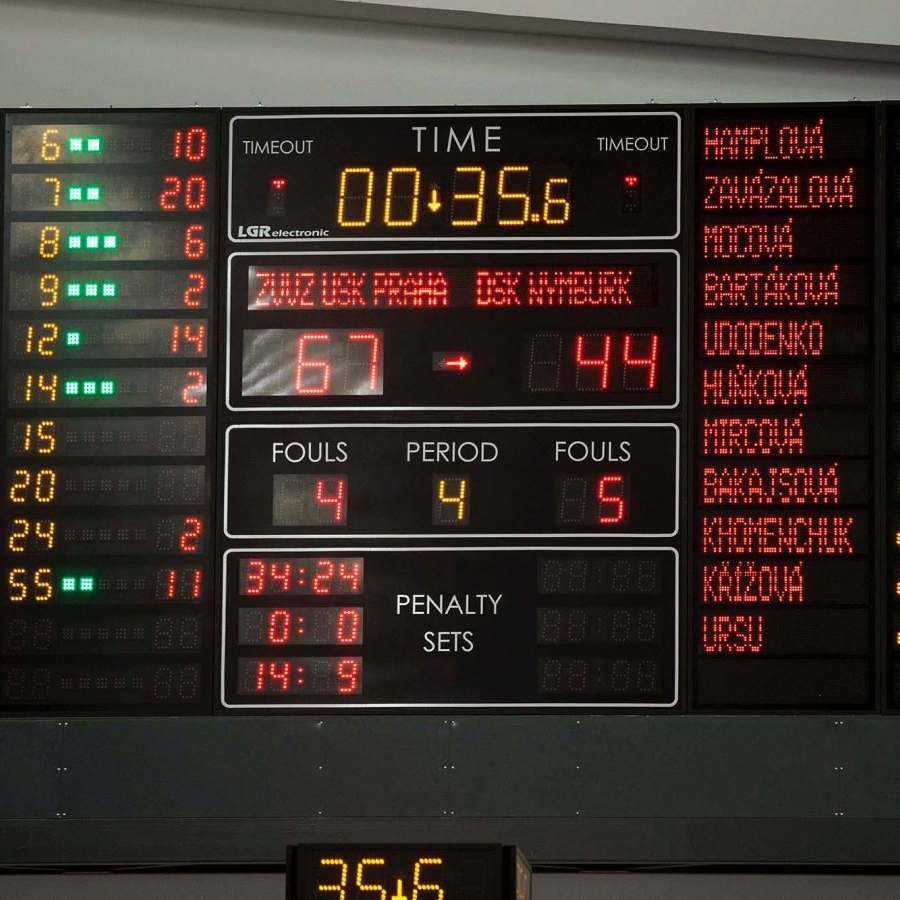 6 10
7 20
8 6
9 2
12 14
14 2
15
20
24 2
55 11
TIMEOUT TIME TIMEOUT
00:35.6
LGR electronic
ZVVZ USK PRAHA DSK NYMBURK
67 → 44
FOULS PERIOD FOULS
4 4 5
34:24
0:0
14:9
PENALTY
SETS
HAMPLOVÁ
ZAVÁZALOVÁ
MOCOVÁ
BARTÁKOVÁ
UDODENKO
HUŇKOVÁ
MIRCOVÁ
BAKAJSOVÁ
KHOMENCHUK
KŘÍŽOVÁ
URSU
35↓6